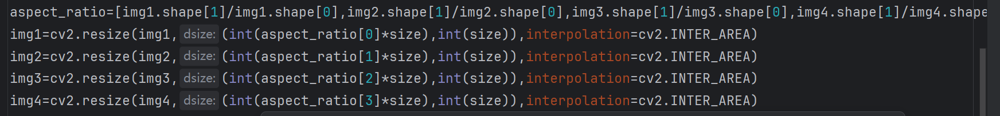 aspect_ratio=[img1.shape[1]/img1.shape[0],img2.shape[1]/img2.shape[0],img3.shape[1]/img3.shape[0],img4.shape[1]/img4.shape
img1=cv2.resize(img1, dsize: (int(aspect_ratio[0]*size),int(size)),interpolation=cv2.INTER_AREA)
img2=cv2.resize(img2, dsize: (int(aspect_ratio[1]*size),int(size)),interpolation=cv2.INTER_AREA)
img3=cv2.resize(img3, dsize: (int(aspect_ratio[2]*size),int(size)),interpolation=cv2.INTER_AREA)
img4=cv2.resize(img4, dsize: (int(aspect_ratio[3]*size),int(size)),interpolation=cv2.INTER_AREA)